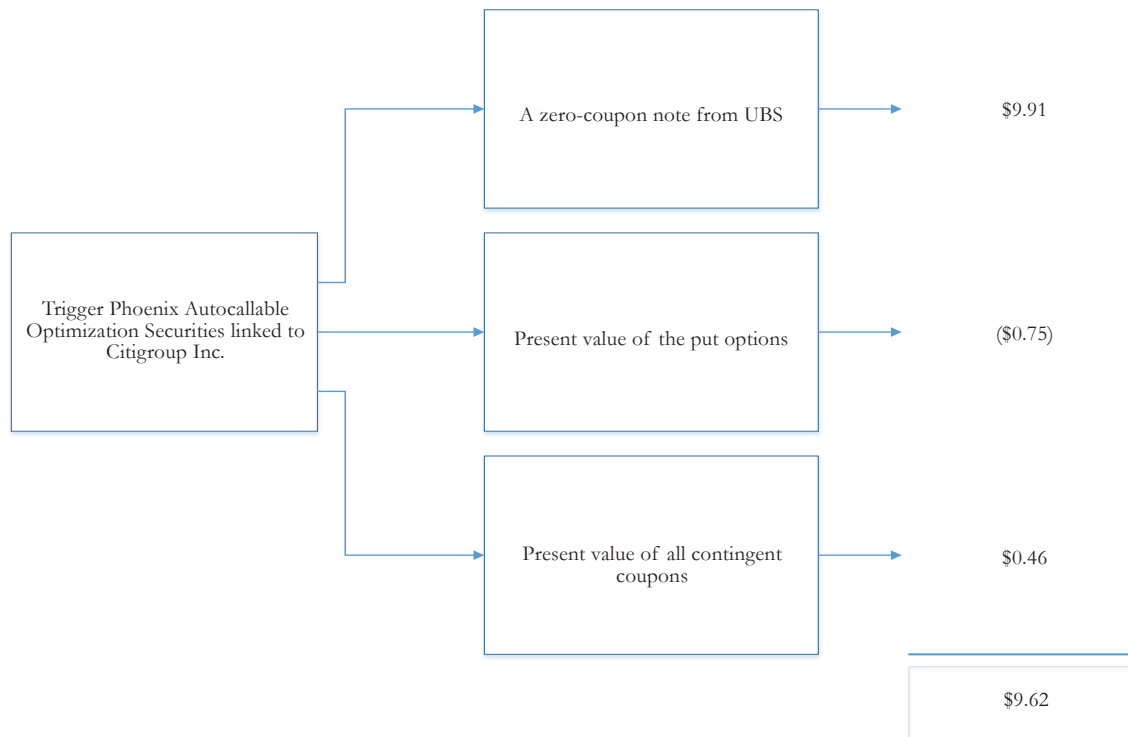 A zero-coupon note from UBS
$9.91
Trigger Phoenix Autocallable
Optimization Securities linked to
Citigroup Inc.
Present value of the put options
($0.75)
Present value of all contingent
coupons
$0.46
$9.62